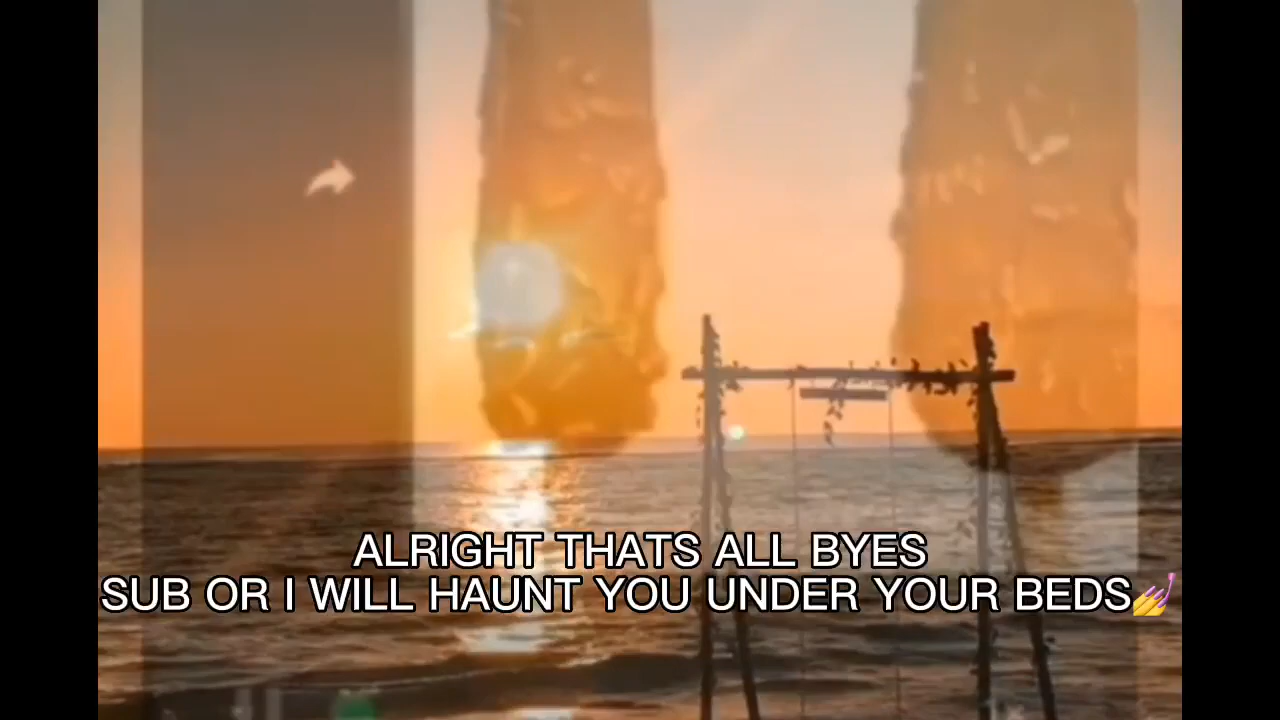 ALRIGHT THATS ALL BYES
SUB OR I WILL HAUNT YOU UNDER YOUR BEDS💅